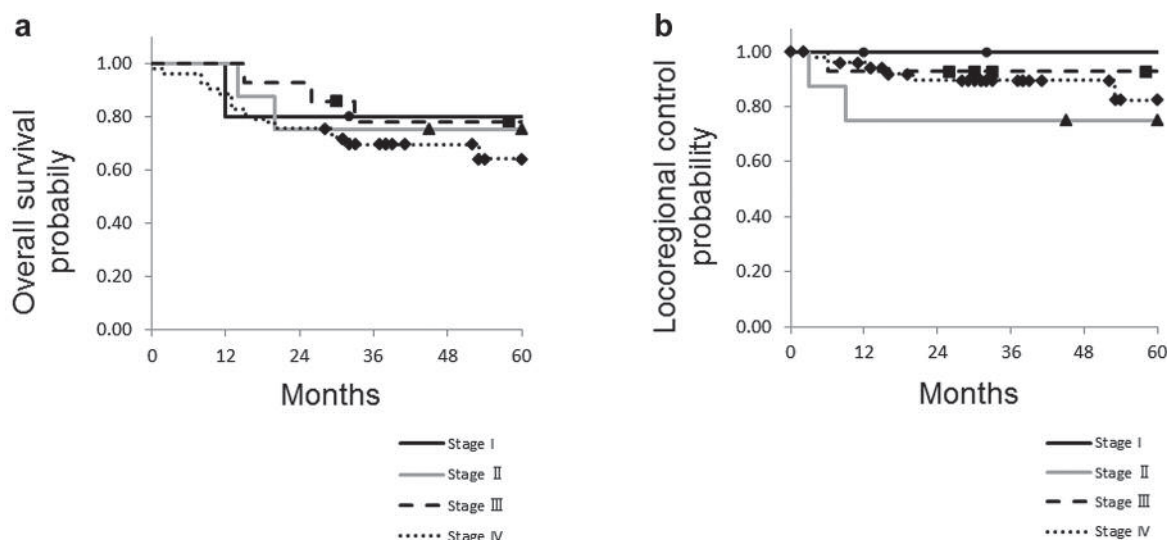 a
Overall survival
probabily
1.00
0.80
0.60
0.40
0.20
0.00
0 12 24 36 48 60
Months
Stage Ⅰ
Stage Ⅱ
Stage Ⅲ
Stage Ⅳ
b
Locoregional control
probability
1.00
0.80
0.60
0.40
0.20
0.00
0 12 24 36 48 60
Months
Stage Ⅰ
Stage Ⅱ
Stage Ⅲ
Stage Ⅳ